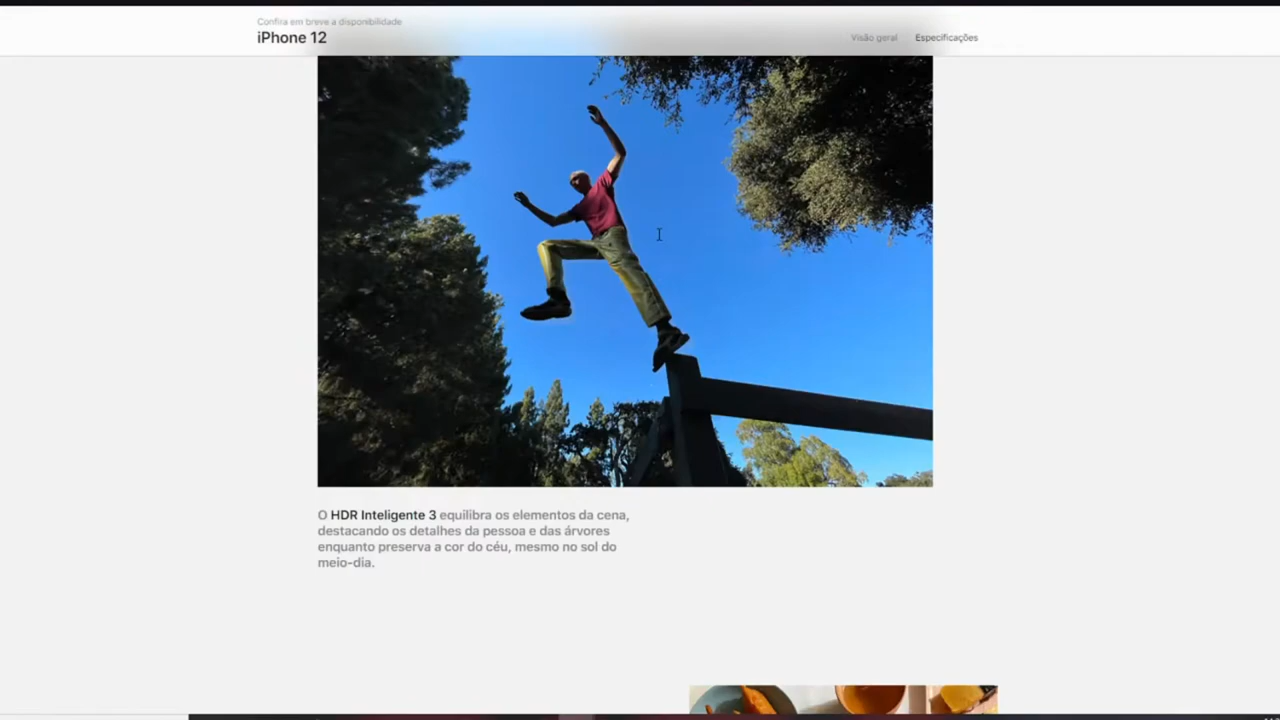 Confira em breve a disponibilidade
iPhone 12
Visão geral Especificações
O HDR Inteligente 3 equilibra os elementos da cena,
destacando os detalhes da pessoa e das árvores
enquanto preserva a cor do céu, mesmo no sol do
meio-dia.